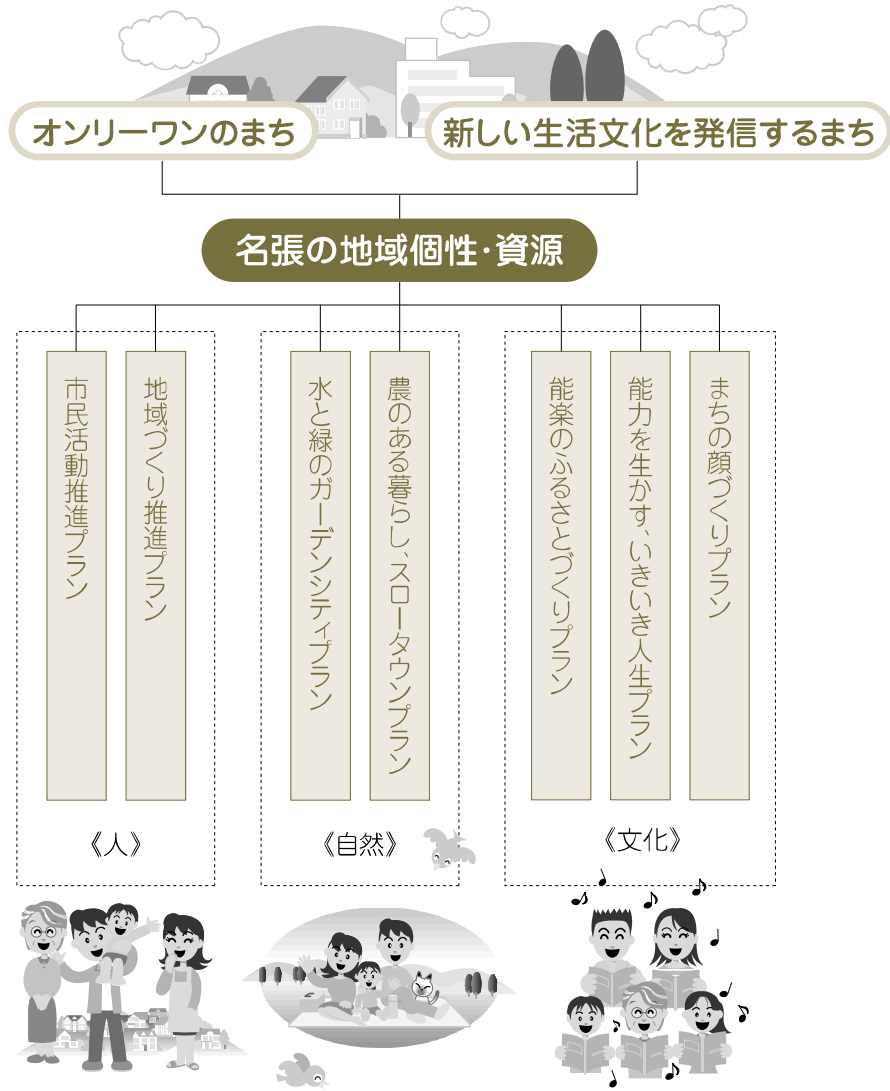 オンリーワンのまち
新しい生活文化を発信するまち
名張の地域個性・資源
市民活動推進プラン
地域づくり推進プラン
水と緑のガーデンシティプラン
農のある暮らし、スロータウンプラン
能楽のふるさとづくりプラン
能力を生かす、いきいき人生プラン
まちの顔づくりプラン
《人》
《自然》
《文化》